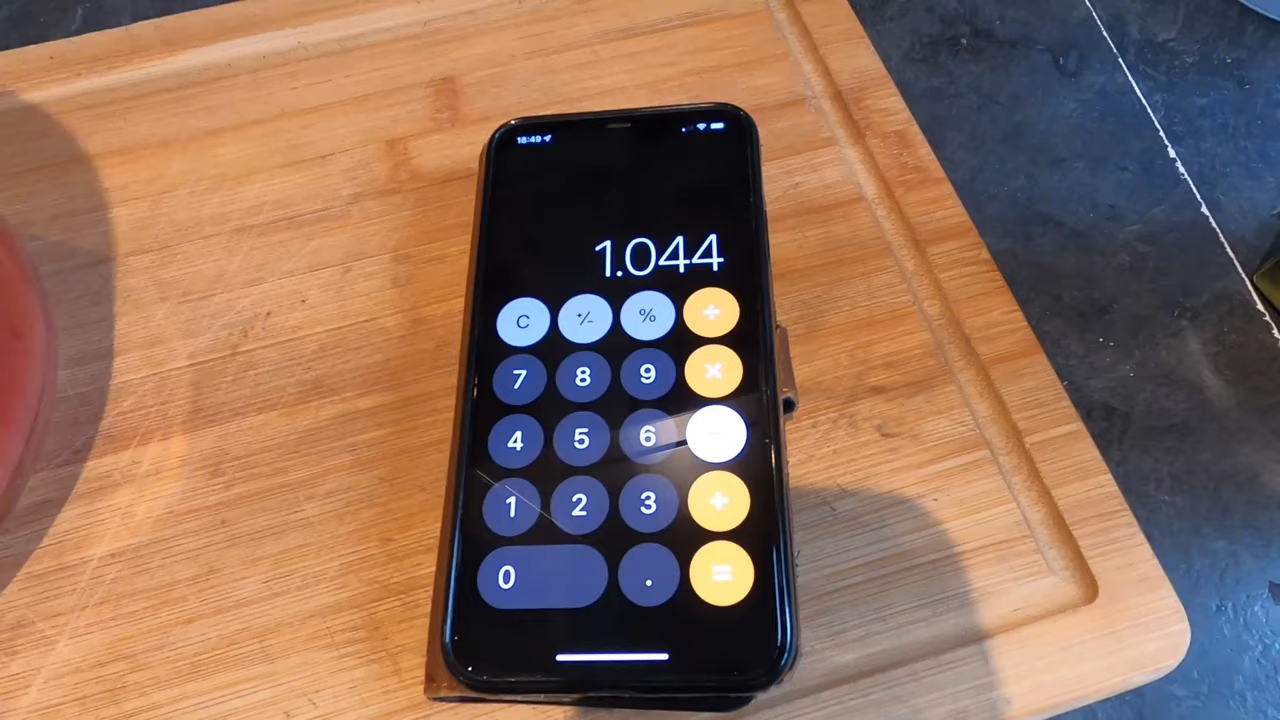 18:49
1.044
C +/- % ÷
7 8 9 ×
4 5 6 −
1 2 3 +
0 . =